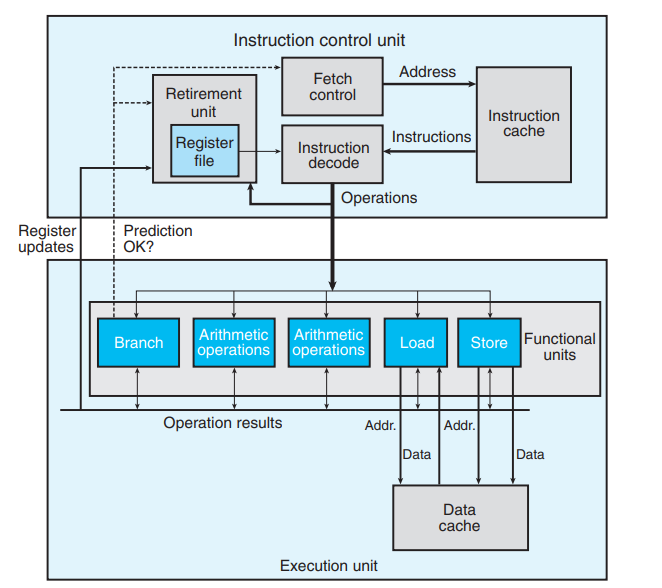 Instruction control unit
Fetch
control
Address
Retirement
unit
Instruction
cache
Register
file
Instruction
decode
Instructions
Operations
Register
updates
Prediction
OK?
Branch
Arithmetic
operations
Arithmetic
operations
Load
Store
Functional
units
Operation results
Addr.
Addr.
Data
Data
Data
cache
Execution unit